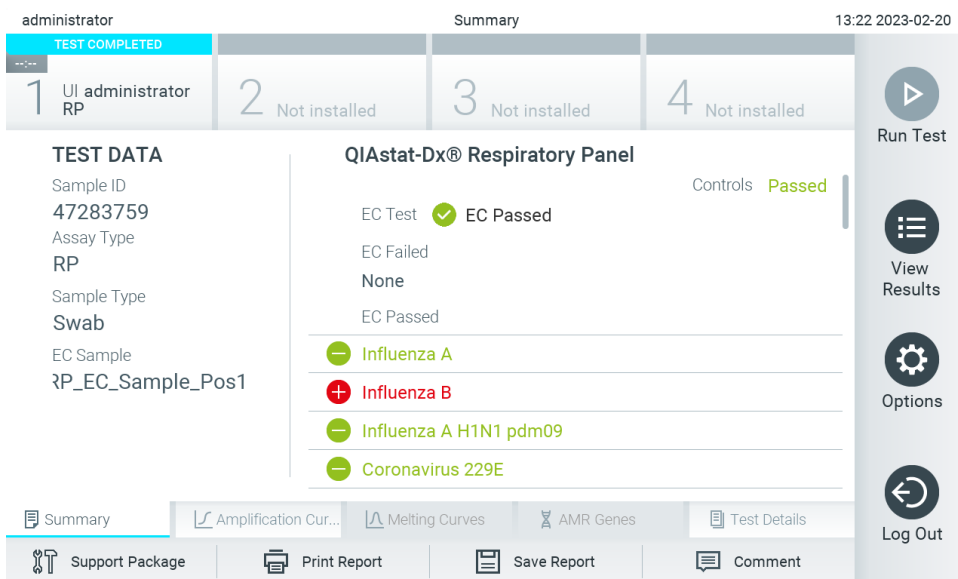 administrator
Summary
13:22 2023-02-20
TEST COMPLETED
--:--
1
UI administrator
RP
2 Not installed
3 Not installed
4 Not installed
Run Test
View
Results
Options
Log Out
TEST DATA
Sample ID
47283759
Assay Type
RP
Sample Type
Swab
EC Sample
RP_EC_Sample_Pos1
QIAstat-Dx® Respiratory Panel
Controls Passed
EC Test EC Passed
EC Failed
None
EC Passed
Influenza A
Influenza B
Influenza A H1N1 pdm09
Coronavirus 229E
Summary
Amplification Cur...
Melting Curves
AMR Genes
Test Details
Support Package
Print Report
Save Report
Comment